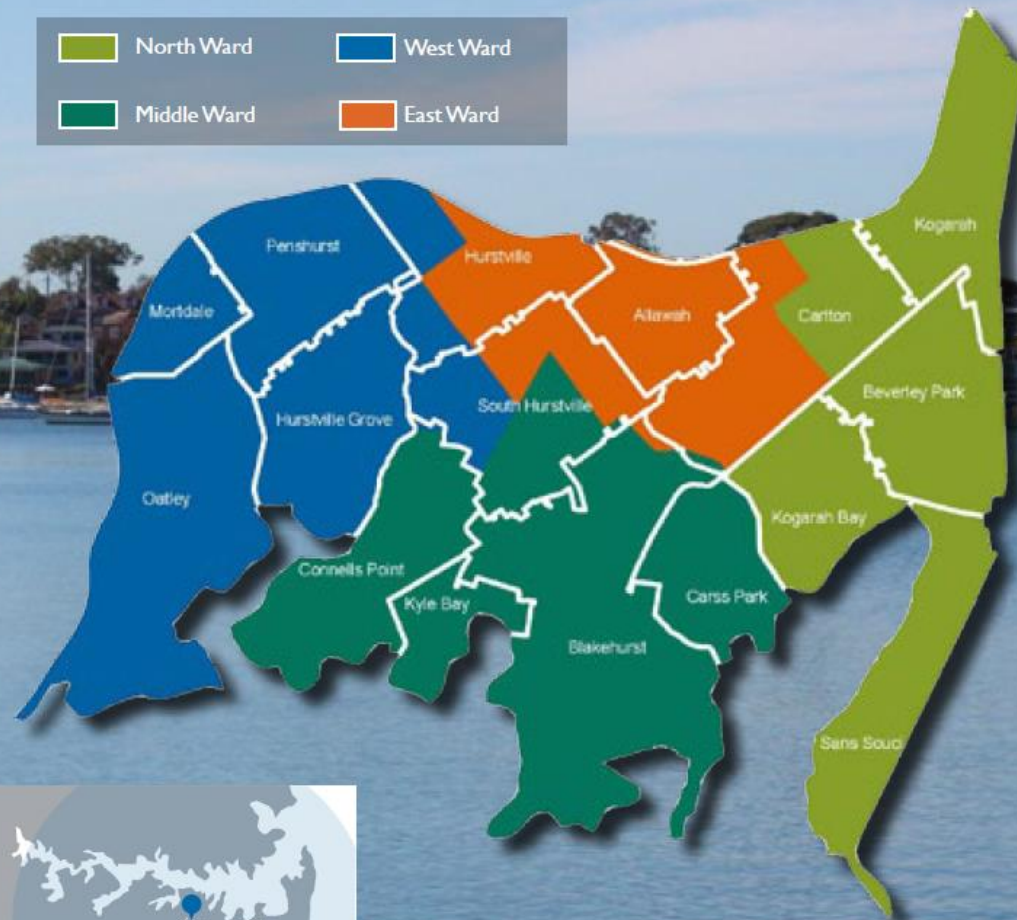 North Ward
West Ward
Middle Ward
East Ward
Kogarah
Penshurst
Hurstville
Mortdale
Allawah
Carlton
Beverley Park
South Hurstville
Hurstville Grove
Oatley
Kogarah Bay
Connells Point
Kyle Bay
Carss Park
Blakehurst
Sans Souci